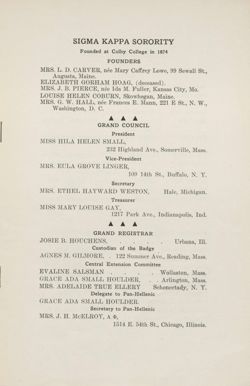 SIGMA KAPPA SORORITY
Founded at Colby College in 1874
FOUNDERS
MRS. L. D. CARVER, née Mary Caffrey Lowe, 99 Sewall St.,
Augusta, Maine.
ELIZABETH GORHAM HOAG, (deceased).
MRS. J. B. PIERCE, née Ida M. Fuller, Kansas City, Mo.
LOUISE HELEN COBURN, Skowhegan, Maine.
MRS. G. W. HALL, née Frances E. Mann, 221 E St., N. W.,
Washington, D. C.
▲ ▲ ▲
GRAND COUNCIL
President
MISS HILA HELEN SMALL,
232 Highland Ave., Somerville, Mass.
Vice-President
MRS. EULA GROVE LINGER,
109 14th St., Buffalo, N. Y.
Secretary
MRS. ETHEL HAYWARD WESTON, Hale, Michigan.
Treasurer
MISS MARY LOUISE GAY,
1217 Park Ave., Indianapolis, Ind.
▲ ▲ ▲
GRAND REGISTRAR
JOSIE B. HOUCHENS, . Urbana, Ill.
Custodian of the Badge
AGNES M. GILMORE, . 122 Summer Ave., Reading, Mass.
Central Extension Committee
EVALINE SALSMAN . . Wollaston, Mass.
GRACE ADA SMALL HOULDER, . Arlington, Mass.
MRS. ADELAIDE TRUE ELLERY . Schenectady, N. Y.
Delegate to Pan-Hellenic
GRACE ADA SMALL HOULDER.
Secretary to Pan-Hellenic
MRS. J. H. McELROY, A Φ,
1514 E. 54th St., Chicago, Illinois.